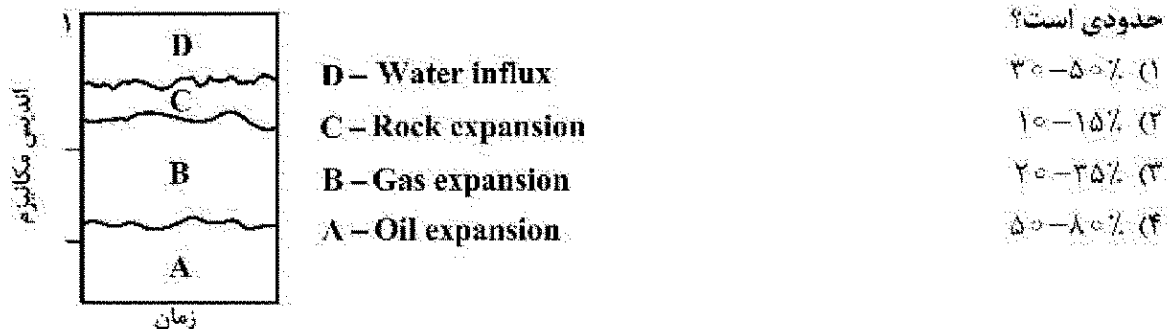 حدودی است؟
۱) ۳۰-۵۰٪
۲) ۱۰-۱۵٪
۳) ۲۰-۳۵٪
۴) ۵۰-۸۰٪
۱
D
C
B
A
اندیس مکانیزم
زمان
D – Water influx
C – Rock expansion
B – Gas expansion
A – Oil expansion